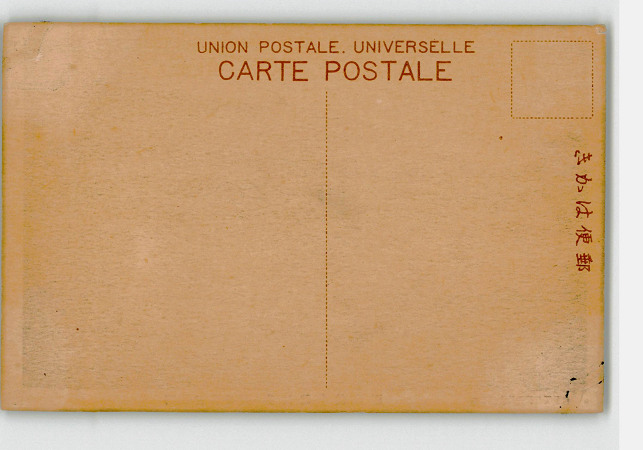 UNION POSTALE. UNIVERSELLE
CARTE POSTALE
郵便はかき